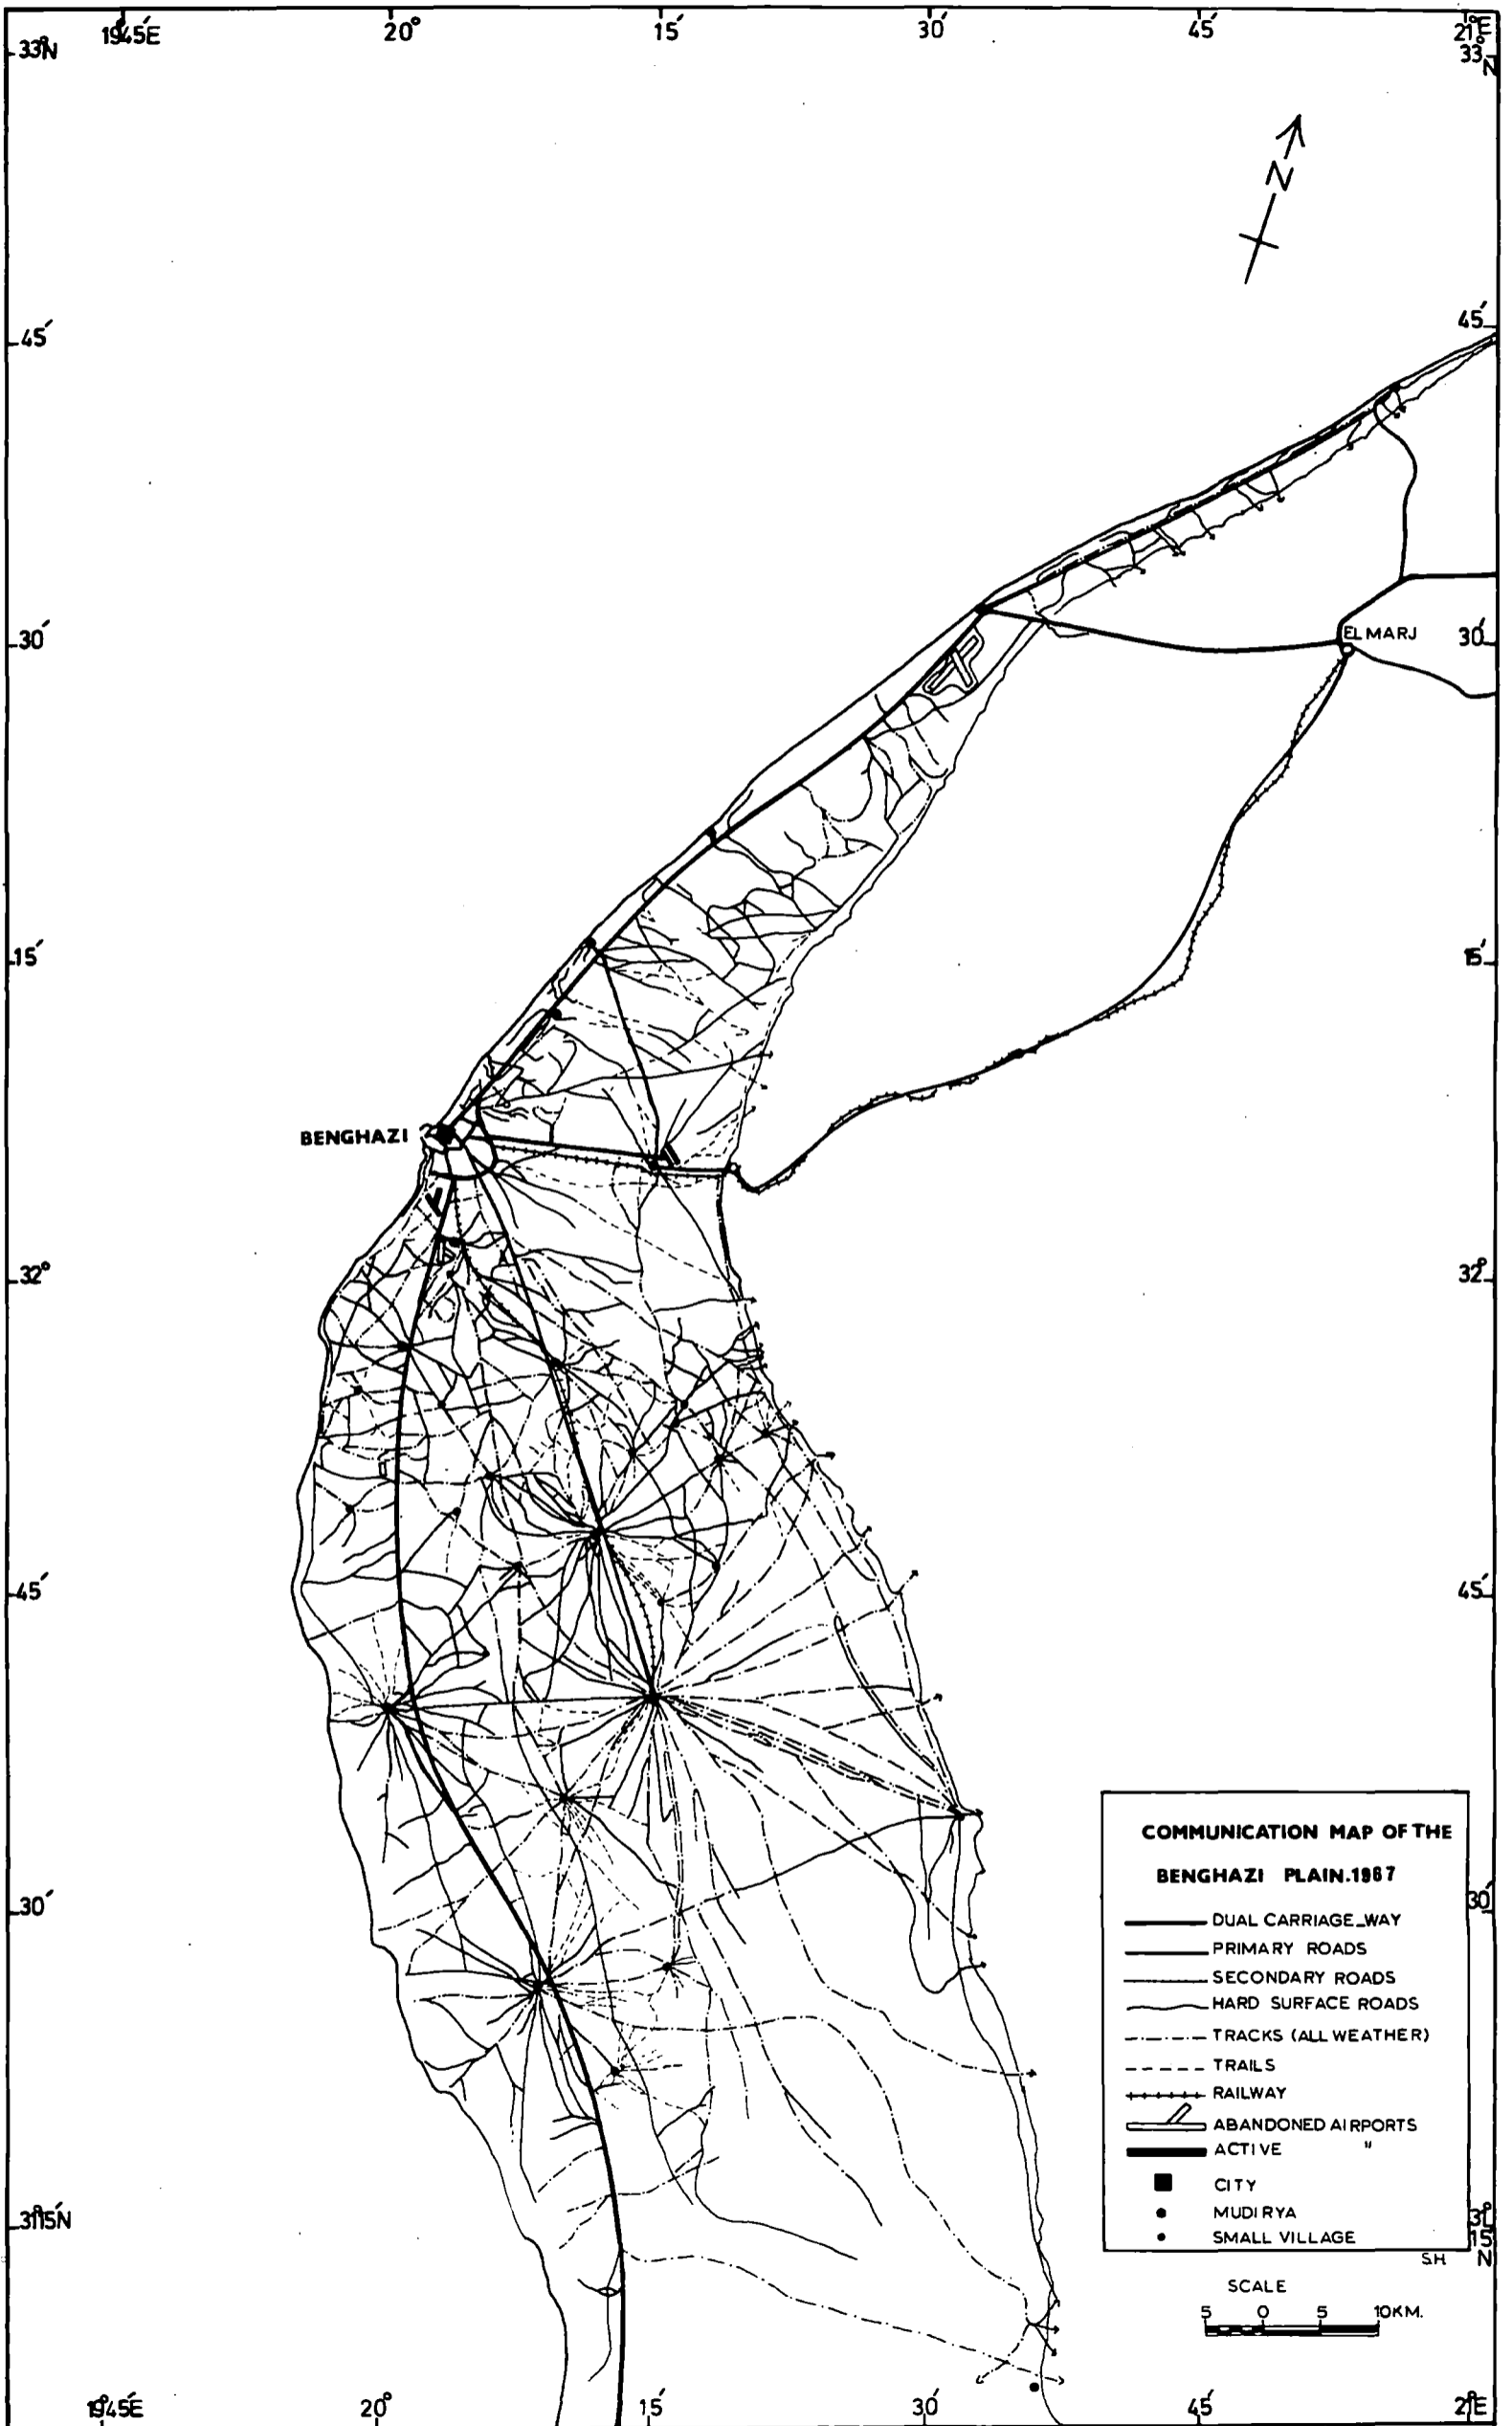 19°45'E 20° 15' 30' 45' 21°E
33°N 33°N
45' 45'
30' EL MARJ 30'
15' 15'
BENGHAZI
32° 32°
45' 45'
30' 30'
31°15'N 31°15'N
COMMUNICATION MAP OF THE
BENGHAZI PLAIN.1967
DUAL CARRIAGE_WAY
PRIMARY ROADS
SECONDARY ROADS
HARD SURFACE ROADS
TRACKS (ALL WEATHER)
TRAILS
RAILWAY
ABANDONED AIRPORTS
ACTIVE "
CITY
MUDIRYA
SMALL VILLAGE
S.H.
SCALE
5 0 5 10KM.
19°45'E 20° 15' 30' 45' 21°E
N